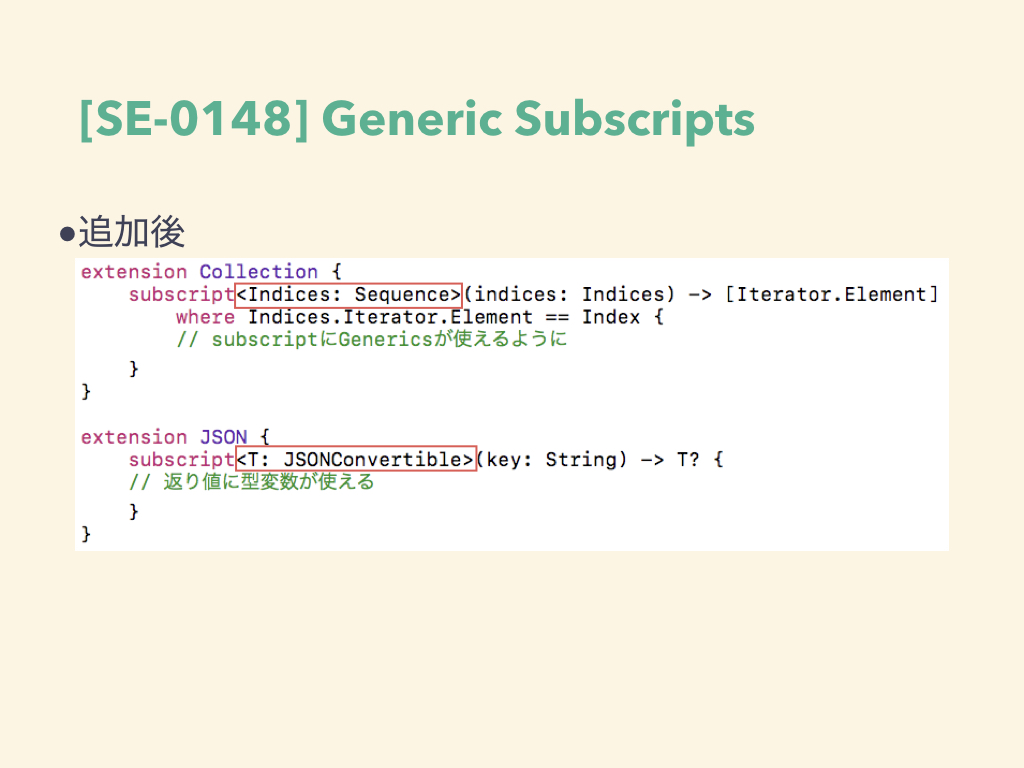 [SE-0148] Generic Subscripts
•追加後
extension Collection {
    subscript<Indices: Sequence>(indices: Indices) -> [Iterator.Element]
        where Indices.Iterator.Element == Index {
        // subscriptにGenericsが使えるように
    }
}
extension JSON {
    subscript<T: JSONConvertible>(key: String) -> T? {
    // 返り値に型変数が使える
    }
}